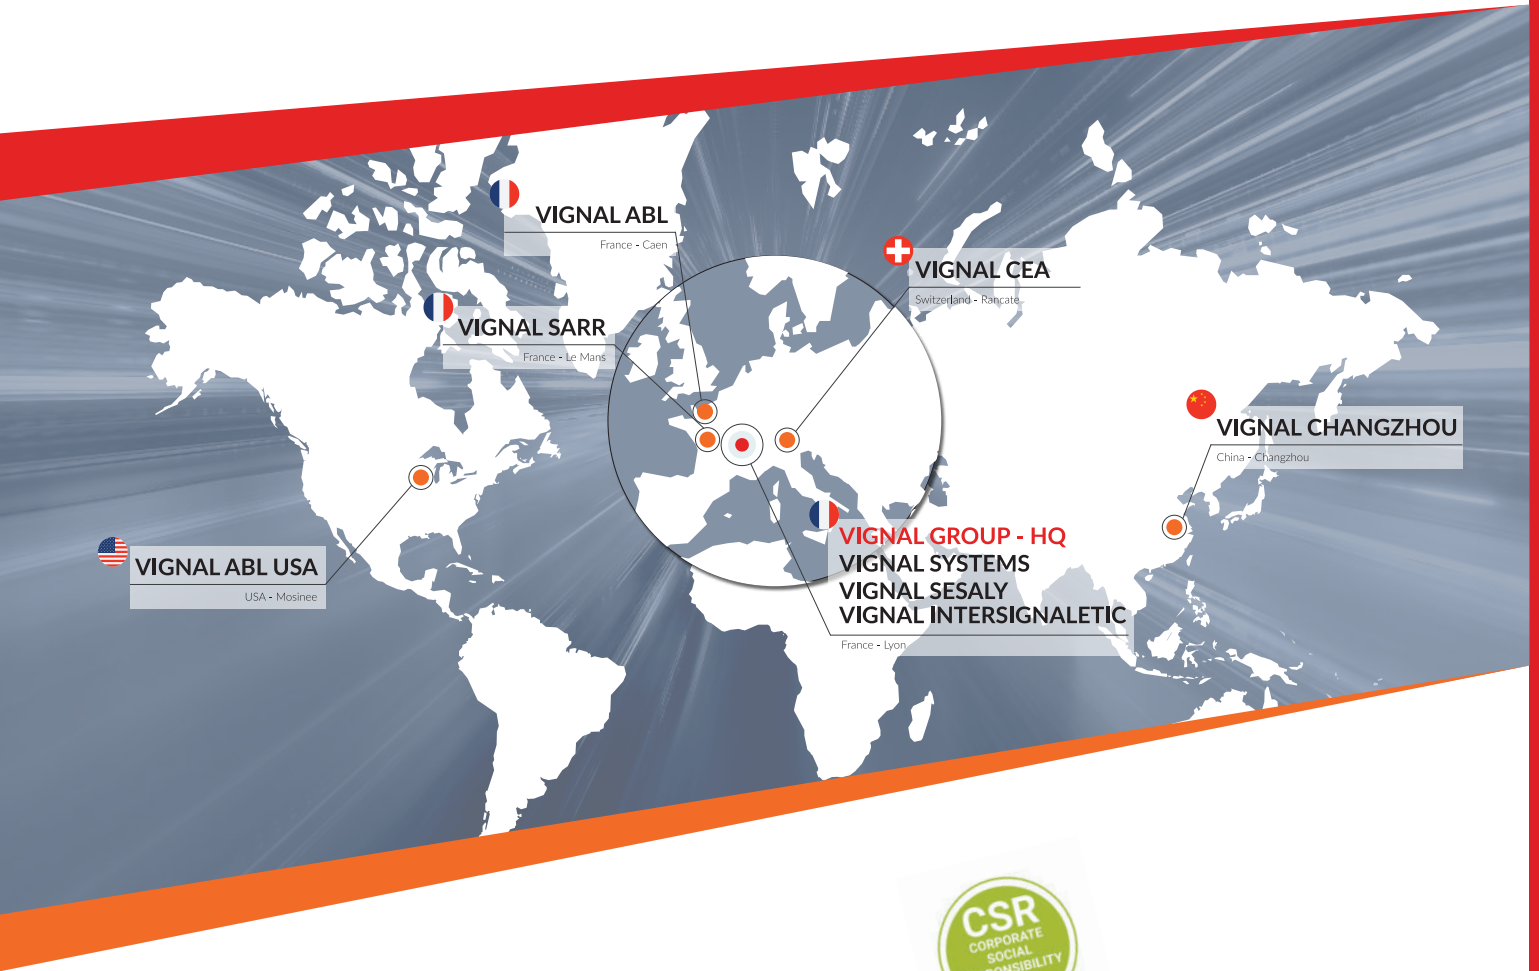 VIGNAL ABL
France - Caen
VIGNAL CEA
Switzerland - Rancate
VIGNAL SARR
France - Le Mans
VIGNAL CHANGZHOU
China - Changzhou
VIGNAL GROUP - HQ
VIGNAL SYSTEMS
VIGNAL SESALY
VIGNAL INTERSIGNALETIC
France - Lyon
VIGNAL ABL USA
USA - Mosinee
CSR
CORPORATE
SOCIAL